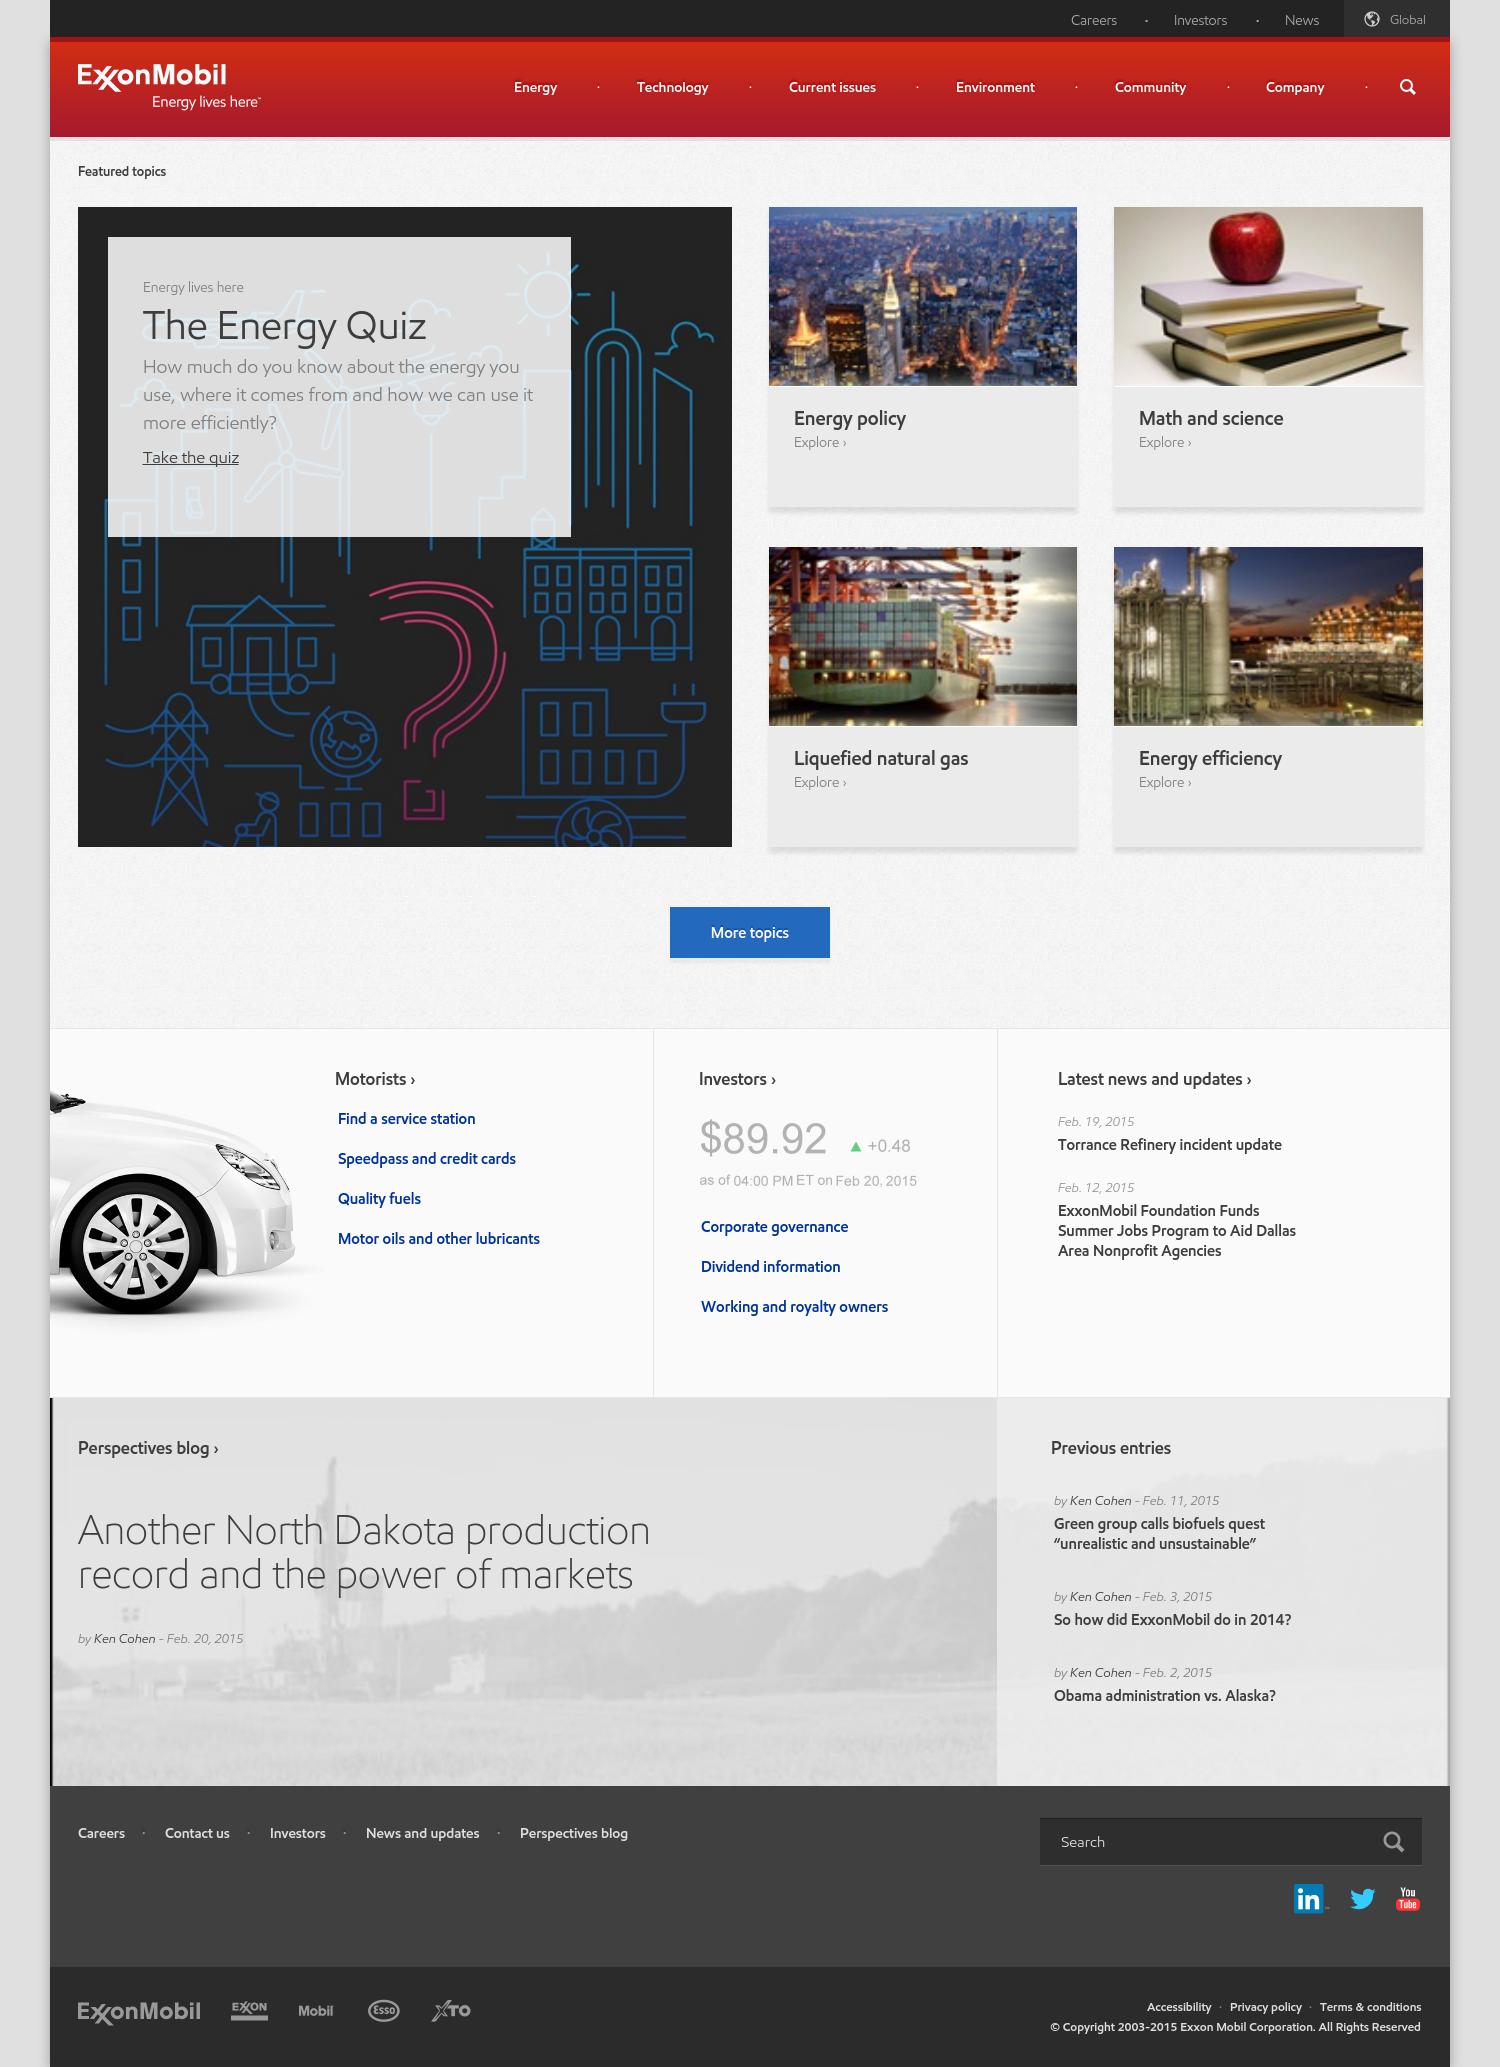 Careers · Investors · News Global
ExxonMobil
Energy lives here™
Energy · Technology · Current issues · Environment · Community · Company ·
Featured topics
Energy lives here
The Energy Quiz
How much do you know about the energy you
use, where it comes from and how we can use it
more efficiently?
Take the quiz
Energy policy
Explore ›
Math and science
Explore ›
Liquefied natural gas
Explore ›
Energy efficiency
Explore ›
More topics
Motorists ›
Find a service station
Speedpass and credit cards
Quality fuels
Motor oils and other lubricants
Investors ›
$89.92 ▲ +0.48
as of 04:00 PM ET on Feb 20, 2015
Corporate governance
Dividend information
Working and royalty owners
Latest news and updates ›
Feb. 19, 2015
Torrance Refinery incident update
Feb. 12, 2015
ExxonMobil Foundation Funds
Summer Jobs Program to Aid Dallas
Area Nonprofit Agencies
Perspectives blog ›
Another North Dakota production
record and the power of markets
by Ken Cohen - Feb. 20, 2015
Previous entries
by Ken Cohen - Feb. 11, 2015
Green group calls biofuels quest
“unrealistic and unsustainable”
by Ken Cohen - Feb. 3, 2015
So how did ExxonMobil do in 2014?
by Ken Cohen - Feb. 2, 2015
Obama administration vs. Alaska?
Careers · Contact us · Investors · News and updates · Perspectives blog
Search
in
You
Tube
ExxonMobil EXXON Mobil Esso XTO
Accessibility · Privacy policy · Terms & conditions
© Copyright 2003-2015 Exxon Mobil Corporation. All Rights Reserved